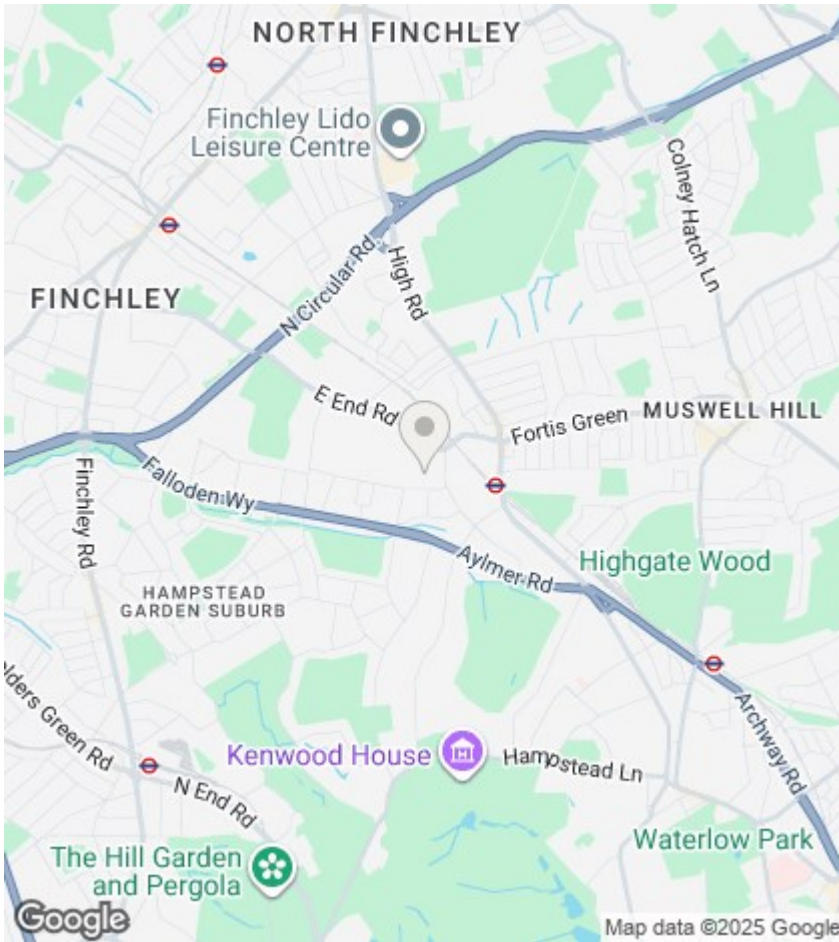 NORTH FINCHLEY
Finchley Lido
Leisure Centre
Colney Hatch Ln
N Circular Rd
High Rd
FINCHLEY
E End Rd
Fortis Green
MUSWELL HILL
Finchley Rd
Falloden Wy
Aylmer Rd
Highgate Wood
HAMPSTEAD
GARDEN SUBURB
olders Green Rd
Archway Rd
Kenwood House
Hampstead Ln
N End Rd
Waterlow Park
The Hill Garden
and Pergola
Google
Map data ©2025 Google